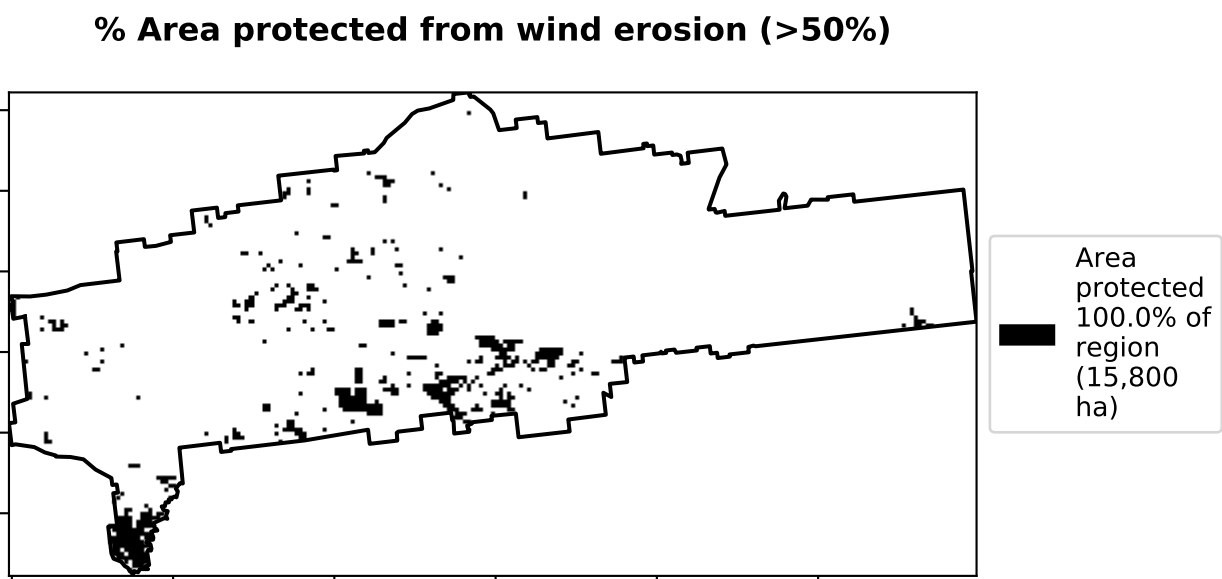 % Area protected from wind erosion (>50%)
Area
protected
100.0% of
region
(15,800
ha)